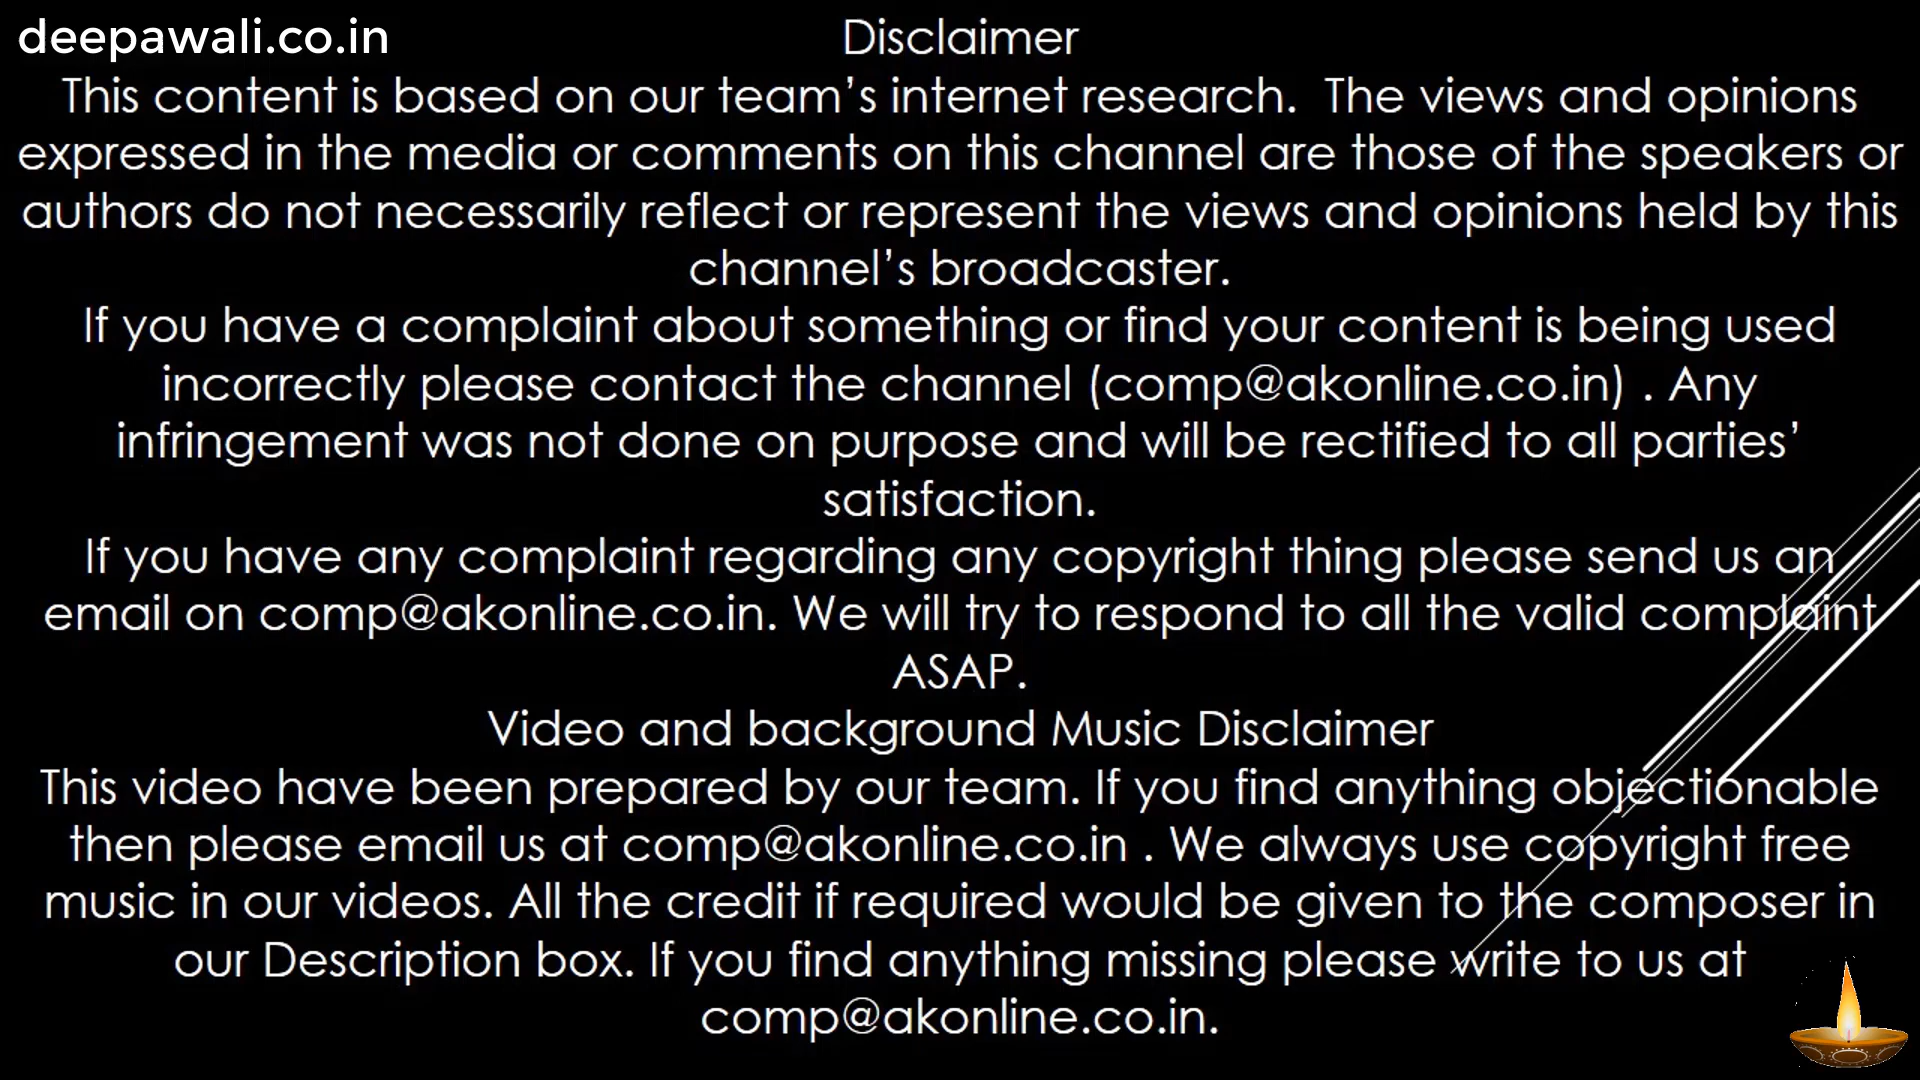 deepawali.co.in
Disclaimer
This content is based on our team’s internet research.  The views and opinions
expressed in the media or comments on this channel are those of the speakers or
authors do not necessarily reflect or represent the views and opinions held by this
channel’s broadcaster.
If you have a complaint about something or find your content is being used
incorrectly please contact the channel (comp@akonline.co.in) . Any
infringement was not done on purpose and will be rectified to all parties’
satisfaction.
If you have any complaint regarding any copyright thing please send us an
email on comp@akonline.co.in. We will try to respond to all the valid complaint
ASAP.
Video and background Music Disclaimer
This video have been prepared by our team. If you find anything objectionable
then please email us at comp@akonline.co.in . We always use copyright free
music in our videos. All the credit if required would be given to the composer in
our Description box. If you find anything missing please write to us at
comp@akonline.co.in.